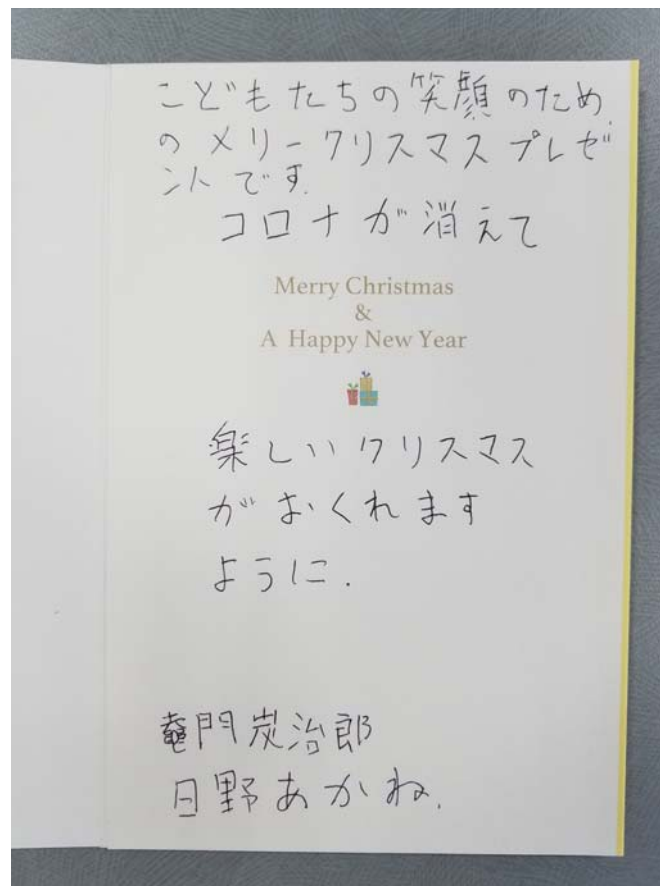 こどもたちの笑顔のため
のメリークリスマスプレゼ
ントです.
コロナが消えて
Merry Christmas
&
A Happy New Year
楽しいクリスマス
がおくれます
ように.
竈門炭治郎
日野あかね.